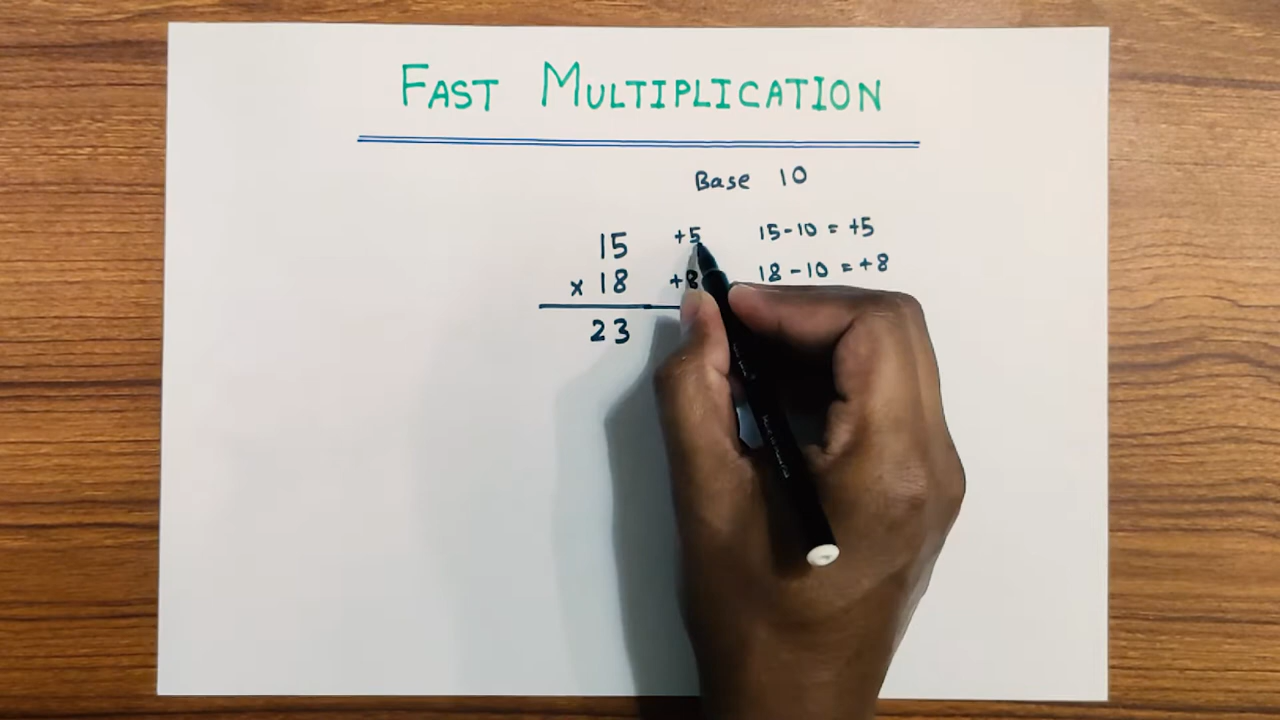 FAST MULTIPLICATION
Base 10
15 +5 15-10 = +5
x 18 +8 18-10 = +8
23